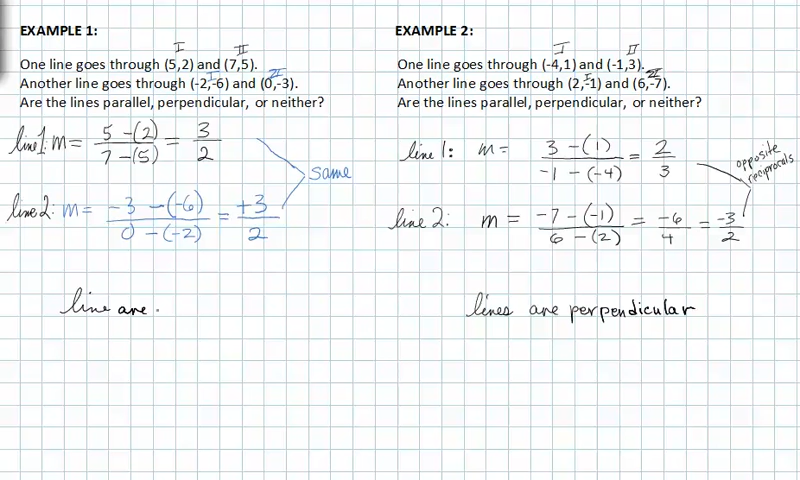 EXAMPLE 1:
I II
One line goes through (5,2) and (7,5).
I II
Another line goes through (-2,-6) and (0,-3).
Are the lines parallel, perpendicular, or neither?
line 1: m = 5 -(2) / 7 -(5) = 3 / 2
same
line 2: m = -3 -(-6) / 0 -(-2) = +3 / 2
line are
EXAMPLE 2:
I II
One line goes through (-4,1) and (-1,3).
I II
Another line goes through (2,-1) and (6,-7).
Are the lines parallel, perpendicular, or neither?
line 1: m = 3 -(1) / -1 -(-4) = 2 / 3
opposite
reciprocals
line 2: m = -7 -(-1) / 6 -(2) = -6 / 4 = -3 / 2
lines are perpendicular